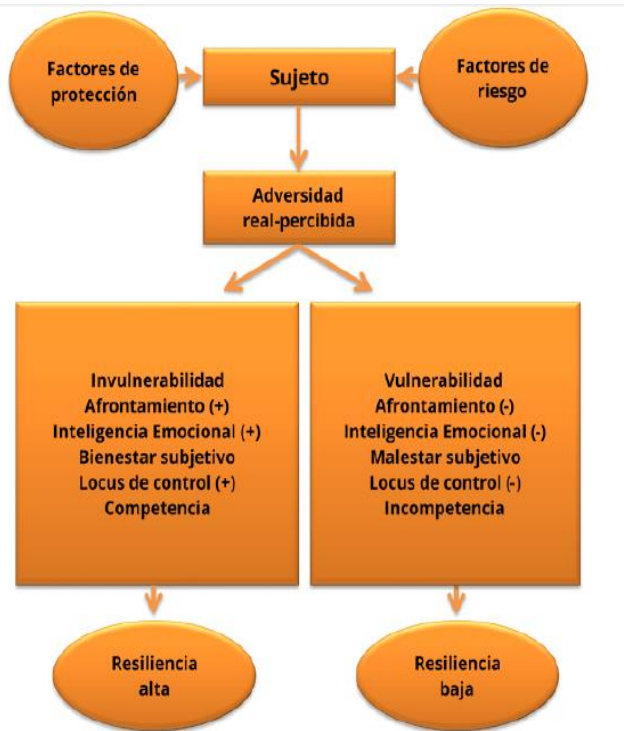 Factores de
protección
Sujeto
Factores de
riesgo
Adversidad
real-percibida
Invulnerabilidad
Afrontamiento (+)
Inteligencia Emocional (+)
Bienestar subjetivo
Locus de control (+)
Competencia
Vulnerabilidad
Afrontamiento (-)
Inteligencia Emocional (-)
Malestar subjetivo
Locus de control (-)
Incompetencia
Resiliencia
alta
Resiliencia
baja